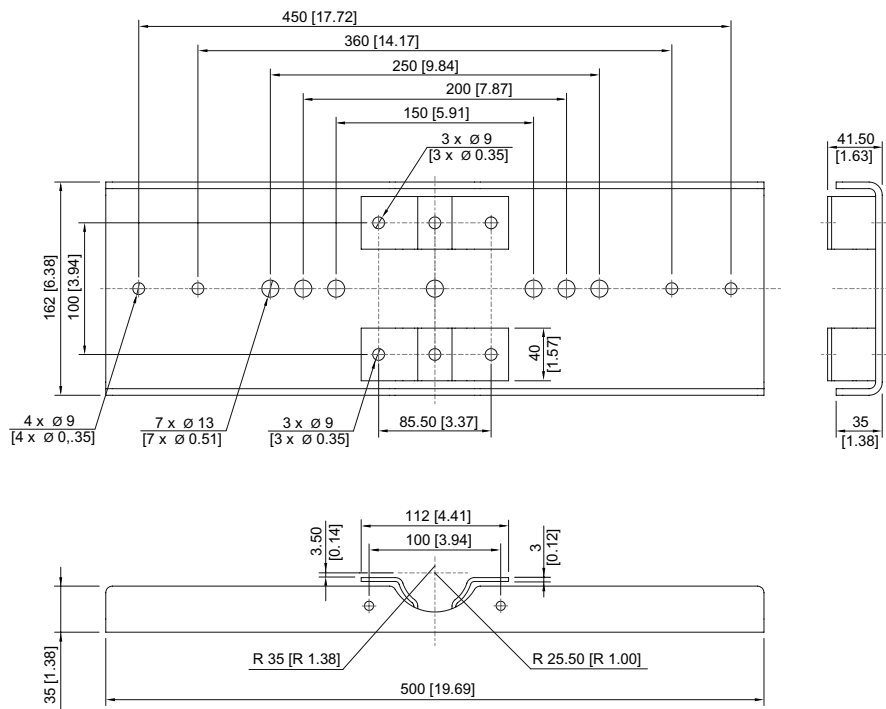 450 [17.72]
360 [14.17]
250 [9.84]
200 [7.87]
150 [5.91]
3 x Ø 9
[3 x Ø 0.35]
41.50
[1.63]
162 [6.38]
100 [3.94]
40
[1.57]
4 x Ø 9
[4 x Ø 0,.35]
7 x Ø 13
[7 x Ø 0.51]
3 x Ø 9
[3 x Ø 0.35]
85.50 [3.37]
35
[1.38]
112 [4.41]
100 [3.94]
3.50
[0.14]
3
[0.12]
35 [1.38]
R 35 [R 1.38]
R 25.50 [R 1.00]
500 [19.69]